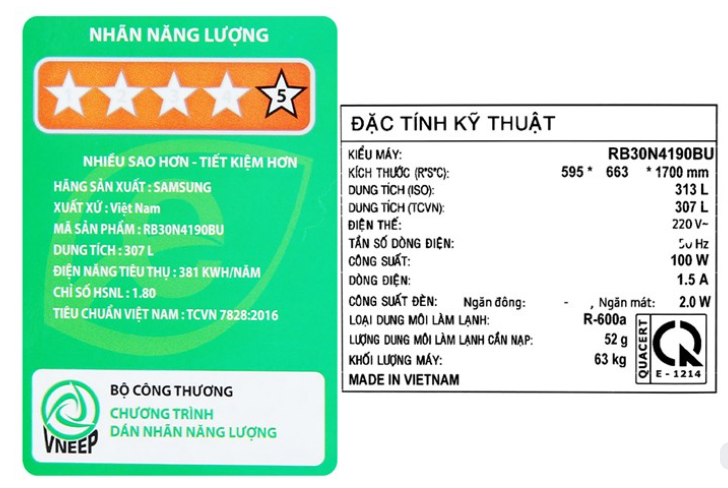 NHÃN NĂNG LƯỢNG
1 2 3 4 5
NHIỀU SAO HƠN - TIẾT KIỆM HƠN
HÃNG SẢN XUẤT : SAMSUNG
XUẤT XỨ : Việt Nam
MÃ SẢN PHẨM : RB30N4190BU
DUNG TÍCH : 307 L
ĐIỆN NĂNG TIÊU THỤ : 381 KWH/NĂM
CHỈ SỐ HSNL : 1.80
TIÊU CHUẨN VIỆT NAM : TCVN 7828:2016
VNEEP
BỘ CÔNG THƯƠNG
CHƯƠNG TRÌNH
DÁN NHÃN NĂNG LƯỢNG
ĐẶC TÍNH KỸ THUẬT
KIỂU MÁY: RB30N4190BU
KÍCH THƯỚC (R*S*C): 595 * 663 * 1700 mm
DUNG TÍCH (ISO): 313 L
DUNG TÍCH (TCVN): 307 L
ĐIỆN THẾ: 220 V~
TẦN SỐ DÒNG ĐIỆN: Hz
CÔNG SUẤT: 100 W
DÒNG ĐIỆN: 1.5 A
CÔNG SUẤT ĐÈN: Ngăn đông: - , Ngăn mát: 2.0 W
LOẠI DUNG MÔI LÀM LẠNH: R-600a
LƯỢNG DUNG MÔI LÀM LẠNH CẦN NẠP: 52 g
KHỐI LƯỢNG MÁY: 63 kg
MADE IN VIETNAM
QUACERT
E - 1214